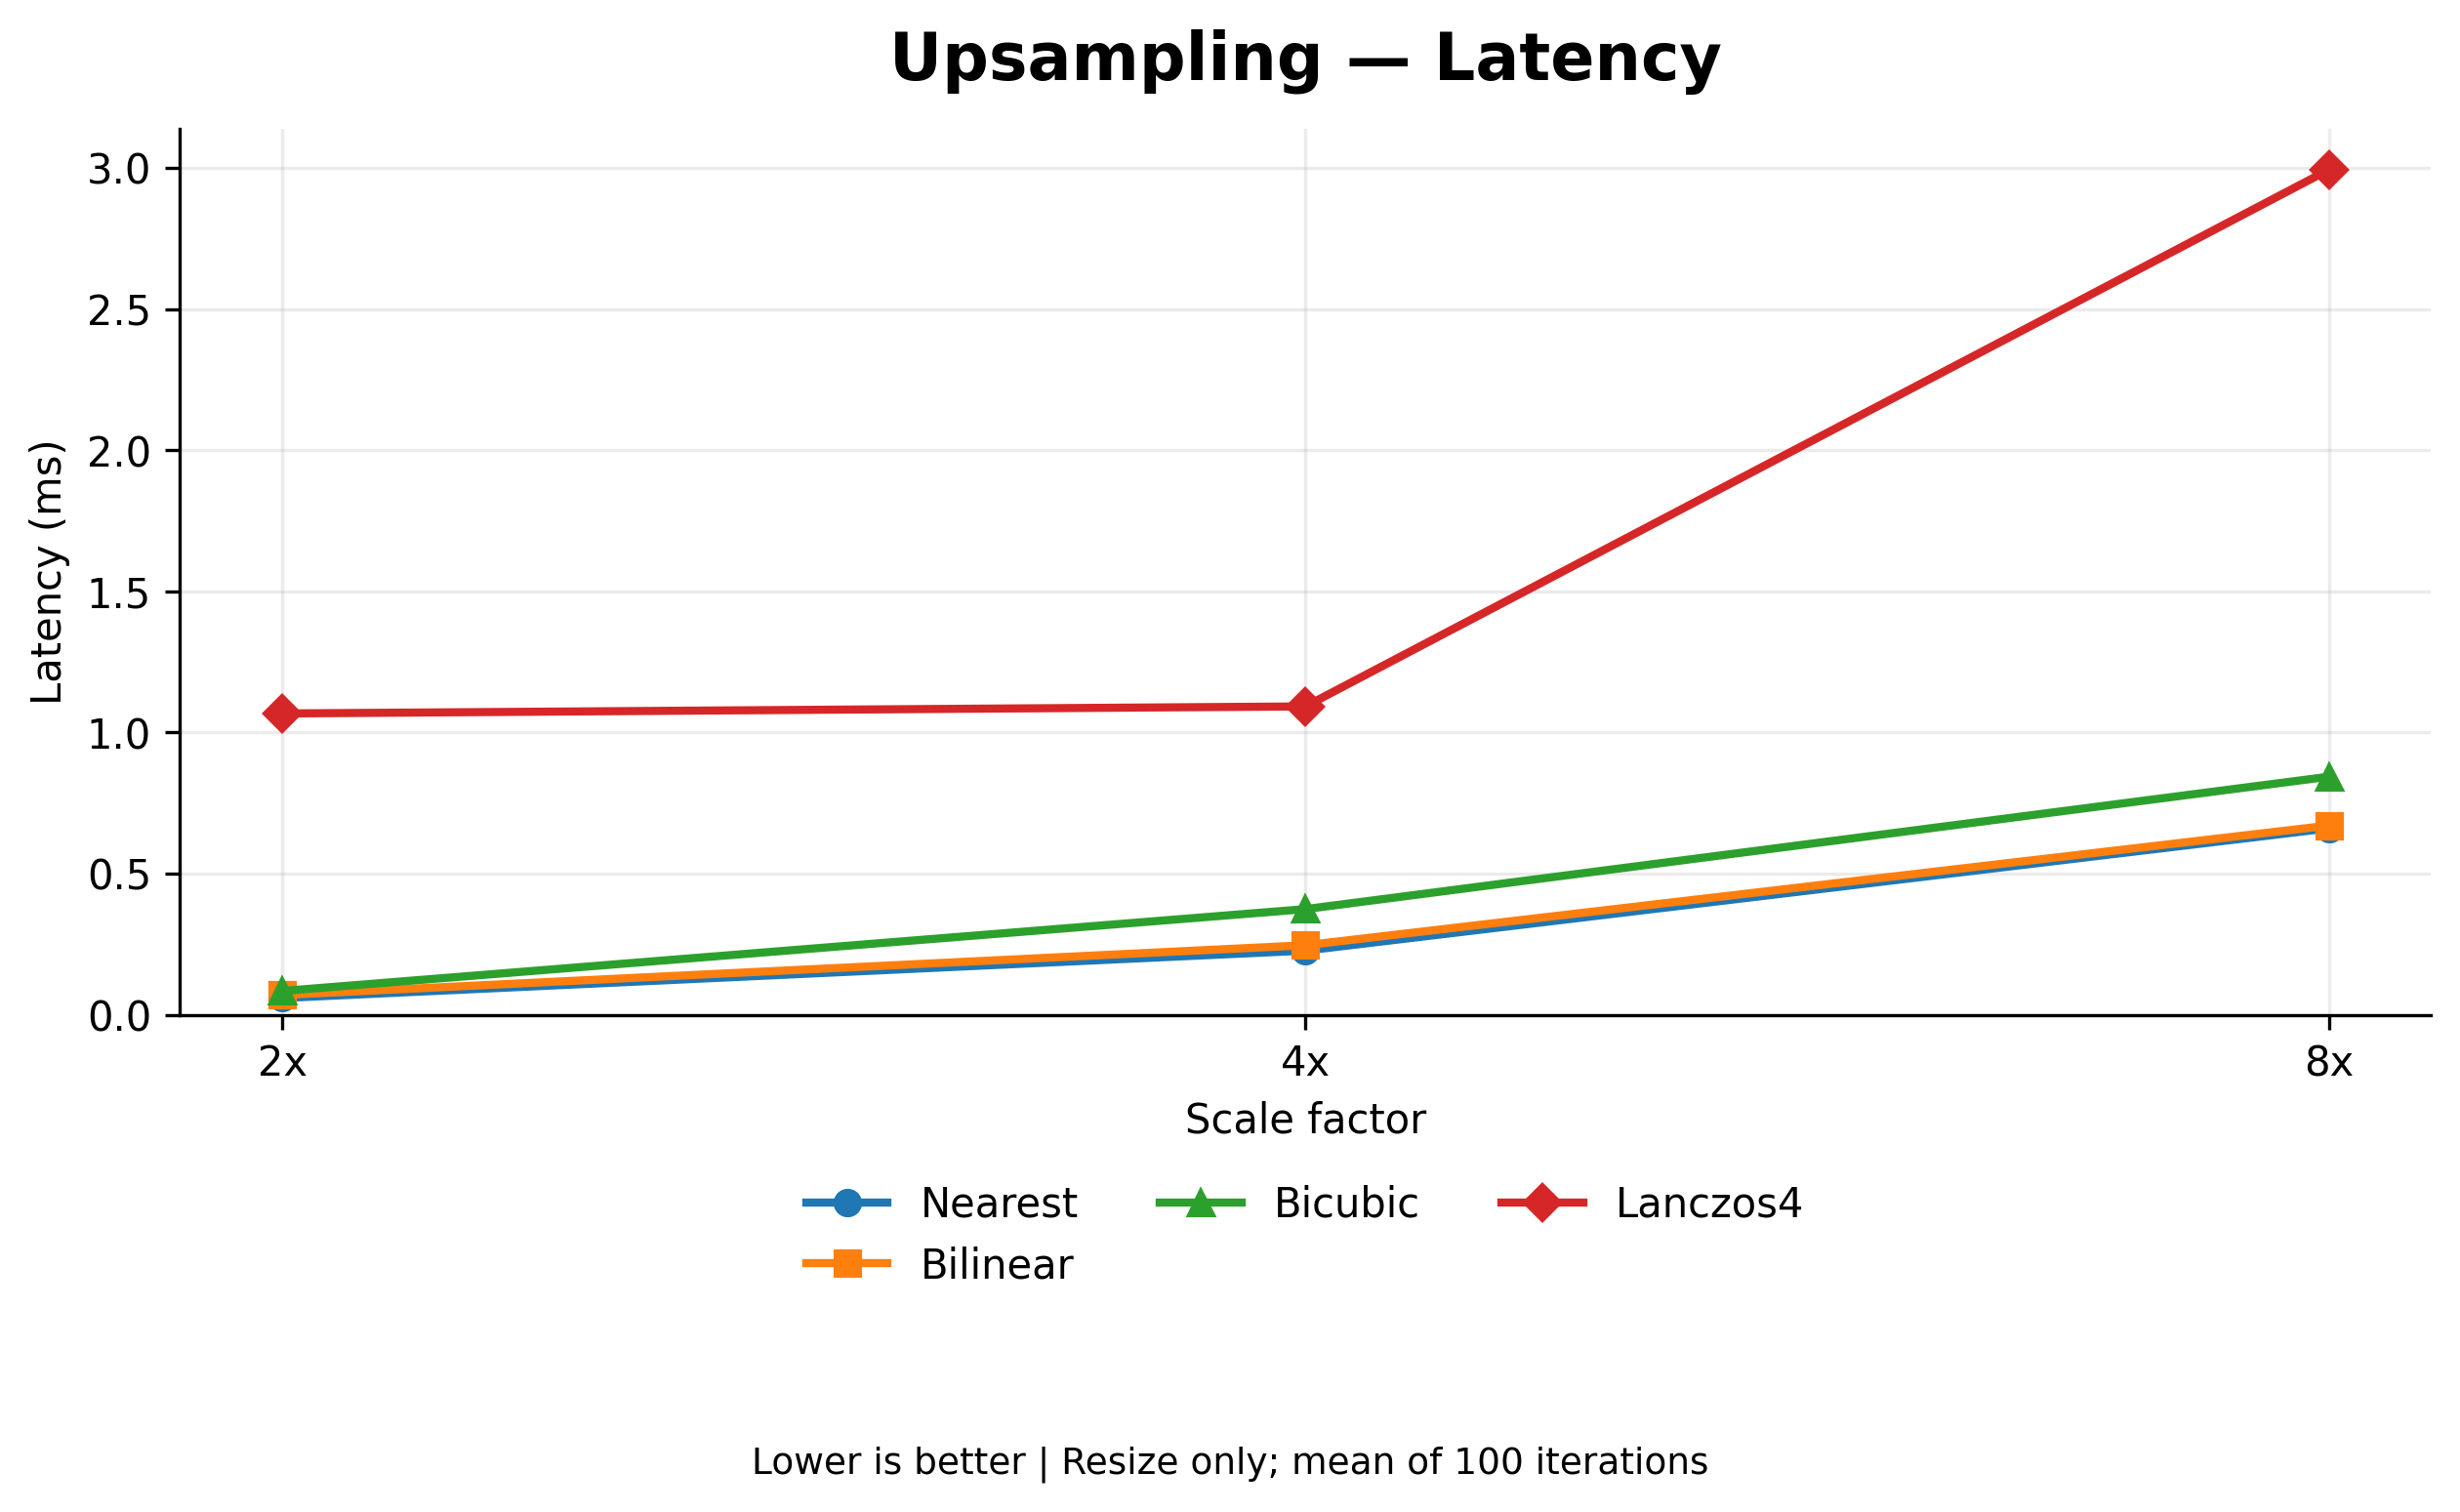 Upsampling — Latency
3.0
2.5
2.0
1.5
1.0
0.5
0.0
Latency (ms)
2x 4x 8x
Scale factor
Nearest Bicubic Lanczos4
Bilinear
Lower is better | Resize only; mean of 100 iterations